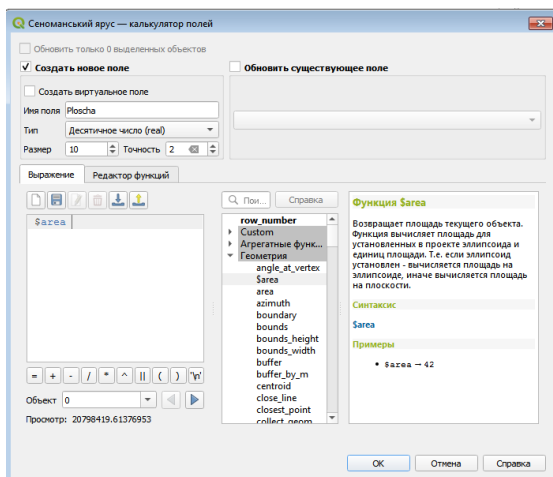 Сеноманський ярус — калькулятор полей
Обновить только 0 выделенных объектов
Создать новое поле
Обновить существующее поле
Создать виртуальное поле
Имя поля Ploscha
Тип Десятичное число (real)
Размер 10 Точность 2
Выражение Редактор функций
$area
= + - / * ^ || ( ) '\n'
Объект 0
Просмотр: 20798419.61376953
Пои... Справка
row_number
Custom
Агрегатные функ...
Геометрия
angle_at_vertex
$area
area
azimuth
boundary
bounds
bounds_height
bounds_width
buffer
buffer_by_m
centroid
close_line
closest_point
collect_geom
Функция $area
Возвращает площадь текущего объекта.
Функция вычисляет площадь для
установленных в проекте эллипсоида и
единиц площади. Т.е. если эллипсоид
установлен - вычисляется площадь на
эллипсоиде, иначе вычисляется площадь
на плоскости.
Синтаксис
$area
Примеры
• $area → 42
OK Отмена Справка